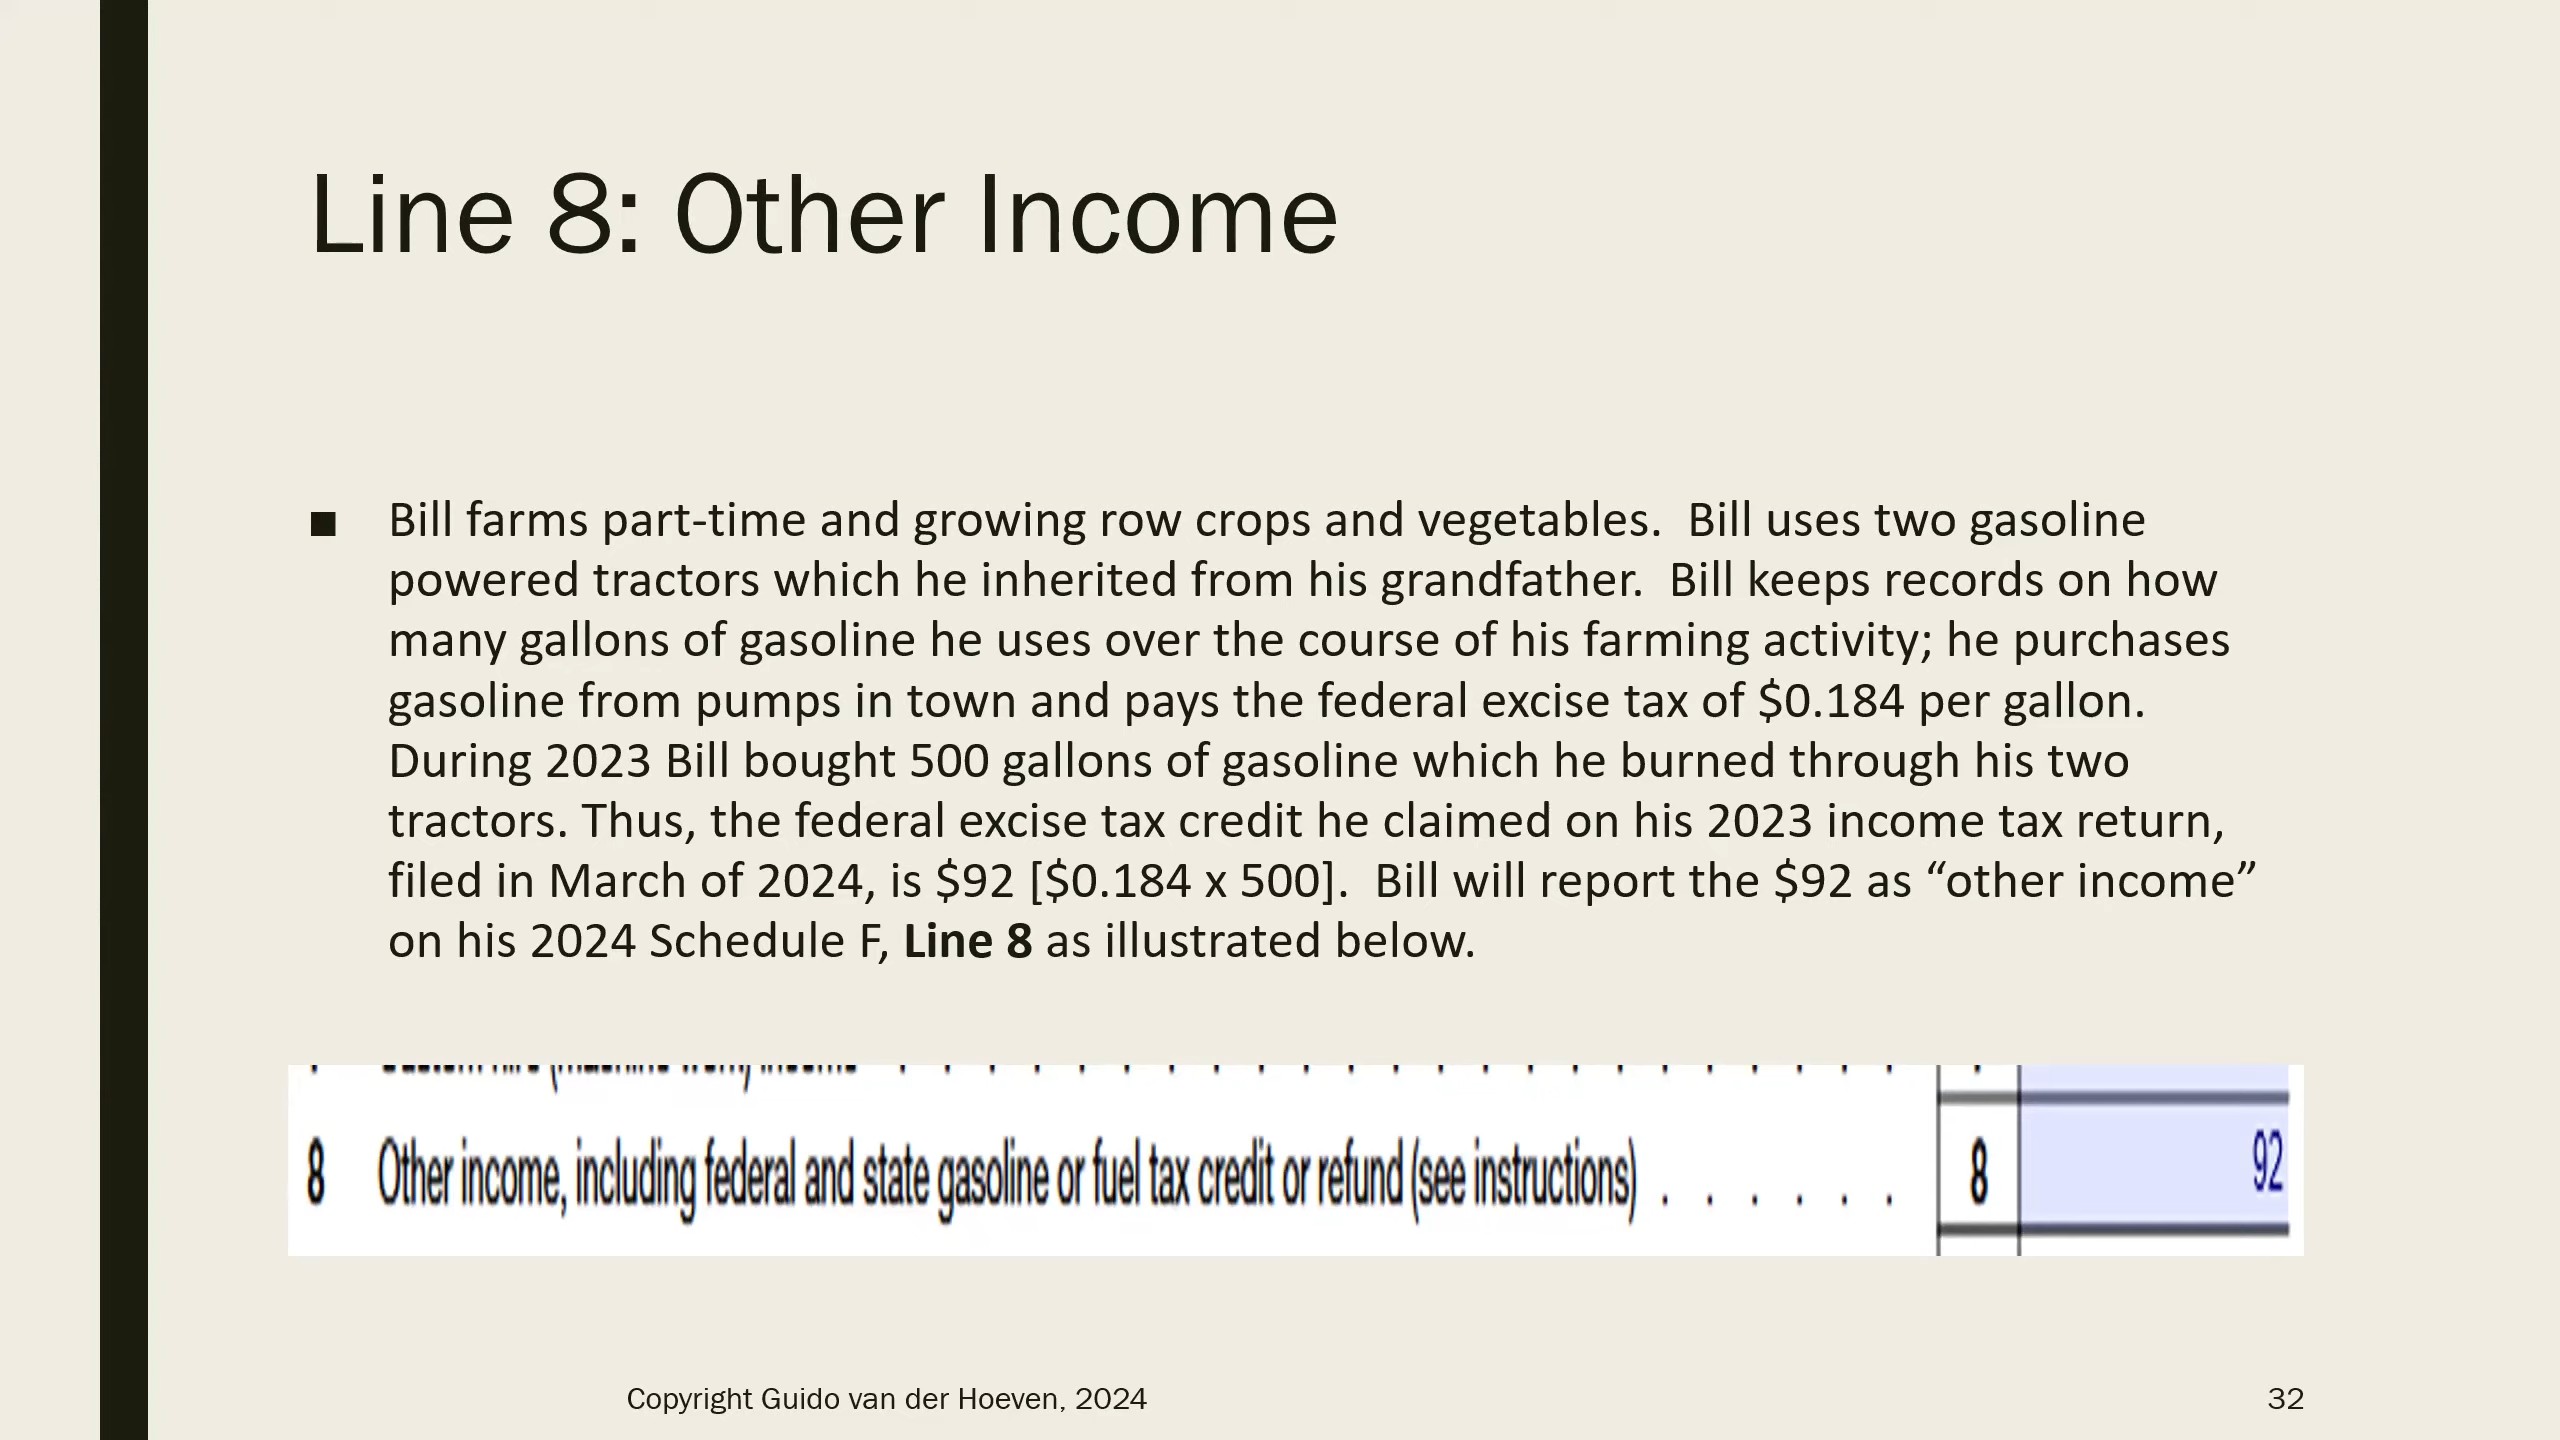 Line 8: Other Income
■ Bill farms part-time and growing row crops and vegetables.  Bill uses two gasoline
powered tractors which he inherited from his grandfather.  Bill keeps records on how
many gallons of gasoline he uses over the course of his farming activity; he purchases
gasoline from pumps in town and pays the federal excise tax of $0.184 per gallon.
During 2023 Bill bought 500 gallons of gasoline which he burned through his two
tractors. Thus, the federal excise tax credit he claimed on his 2023 income tax return,
filed in March of 2024, is $92 [$0.184 x 500].  Bill will report the $92 as “other income”
on his 2024 Schedule F, Line 8 as illustrated below.
8 Other income, including federal and state gasoline or fuel tax credit or refund (see instructions) . . . . . . 8 92
Copyright Guido van der Hoeven, 2024 32